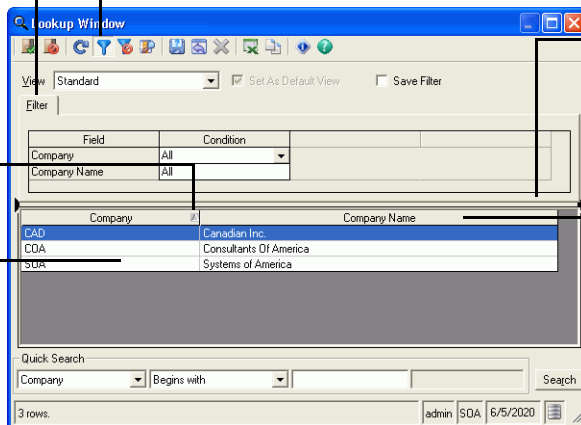 Lookup Window
View Standard Set As Default View Save Filter
Filter
Field Condition
Company All
Company Name All
Company Company Name
CAD Canadian Inc.
COA Consultants Of America
SOA Systems of America
Quick Search
Company Begins with Search
3 rows. admin SOA 6/5/2020